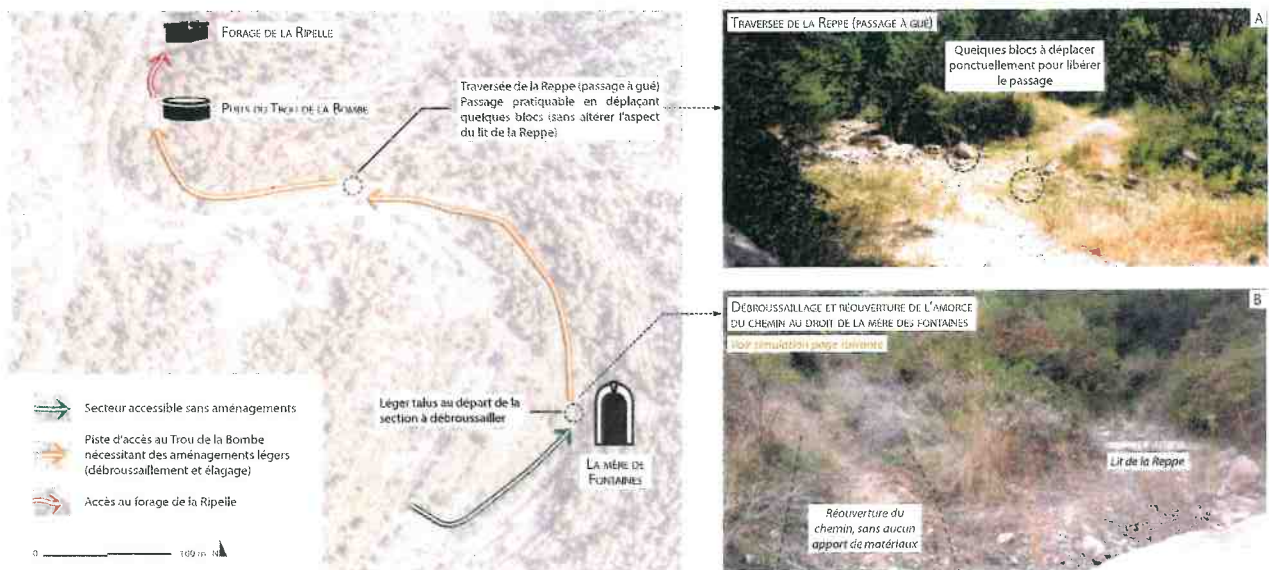 FORAGE DE LA RIPELLE
PUITS DU TROU DE LA BOMBE
Traversée de la Reppe (passage à gué)
Passage pratiquable en déplaçant
quelques blocs (sans altérer l'aspect
du lit de la Reppe)
Léger talus au départ de la
section à débroussailler
LA MÈRE DE
FONTAINES
Secteur accessible sans aménagements
Piste d'accès au Trou de la Bombe
nécessitant des aménagements légers
(débroussaillement et élagage)
Accès au forage de la Ripelle
0 100 m N
TRAVERSÉE DE LA REPPE (PASSAGE À GUÉ)
A
Quelques blocs à déplacer
ponctuellement pour libérer
le passage
DÉBROUSSAILLAGE ET RÉOUVERTURE DE L'AMORCE
DU CHEMIN AU DROIT DE LA MÈRE DES FONTAINES
Voir simulation page suivante
B
Lit de la Reppe
Réouverture du
chemin, sans aucun
apport de matériaux